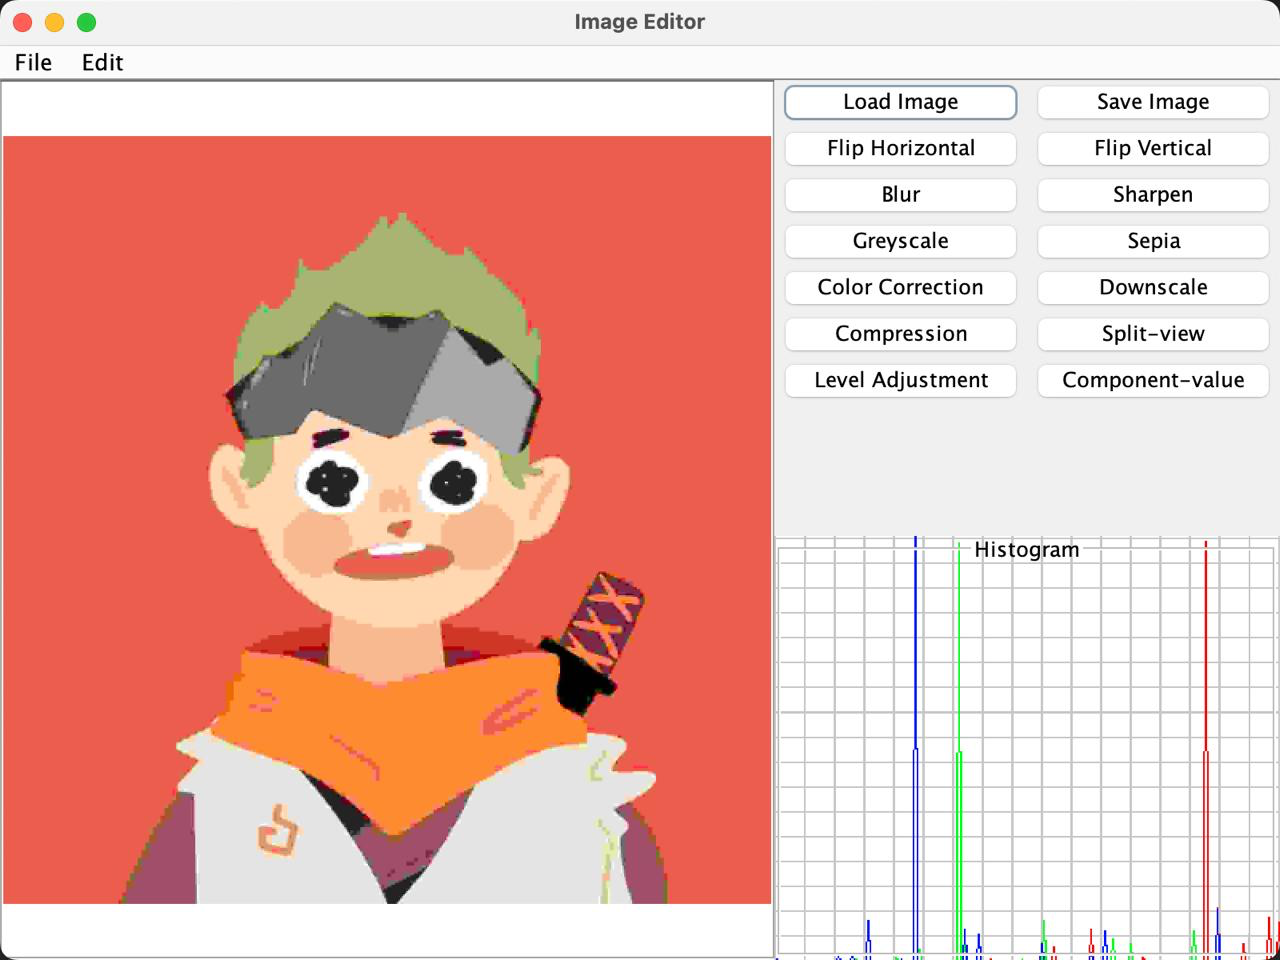 Image Editor
File Edit
Load Image Save Image
Flip Horizontal Flip Vertical
Blur Sharpen
Greyscale Sepia
Color Correction Downscale
Compression Split-view
Level Adjustment Component-value
Histogram